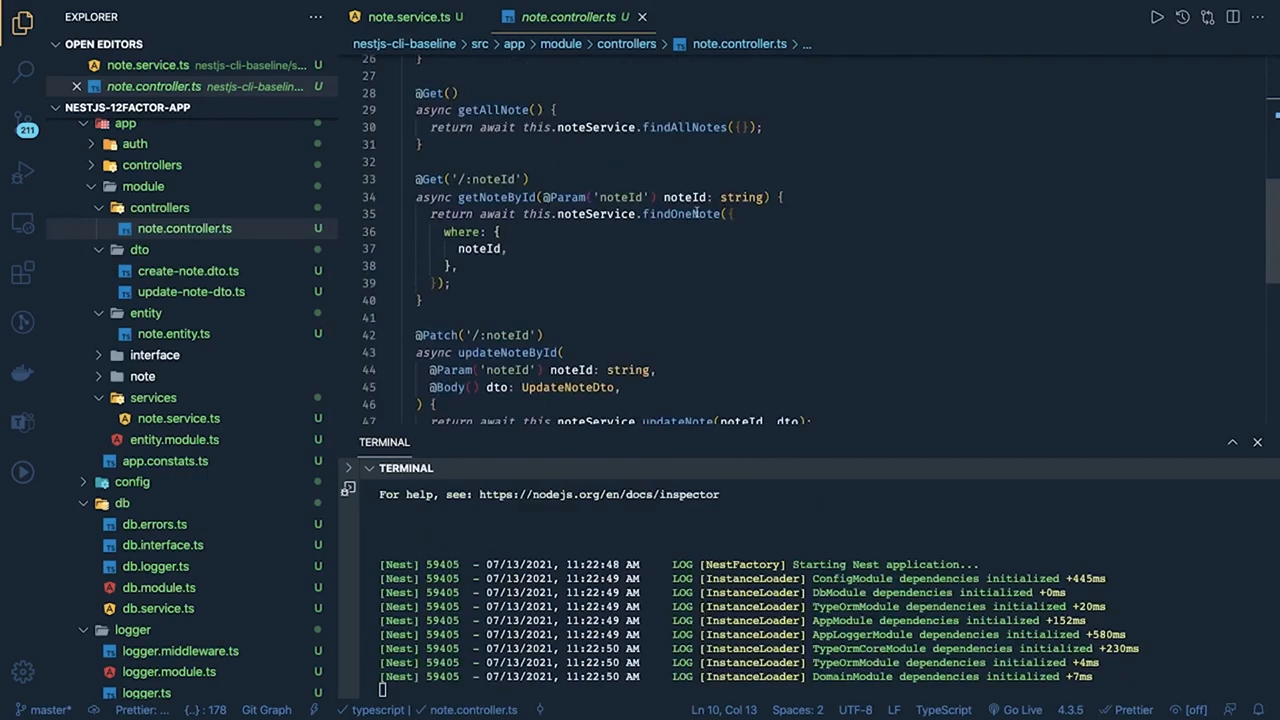 EXPLORER
OPEN EDITORS
note.service.ts nestjs-cli-baseline/s... U
note.controller.ts nestjs-cli-baselin... U
NESTJS-12FACTOR-APP
app
auth
controllers
module
controllers
note.controller.ts U
dto
create-note.dto.ts U
update-note-dto.ts U
entity
note.entity.ts U
interface
note
services
note.service.ts U
entity.module.ts U
app.constats.ts U
config
db
db.errors.ts U
db.interface.ts U
db.logger.ts U
db.module.ts U
db.service.ts U
logger
logger.middleware.ts U
logger.module.ts U
logger.ts U
211
note.service.ts U
note.controller.ts U
nestjs-cli-baseline > src > app > module > controllers > note.controller.ts > ...
26 }
27
28 @Get()
29 async getAllNote() {
30 return await this.noteService.findAllNotes({});
31 }
32
33 @Get('/:noteId')
34 async getNoteById(@Param('noteId') noteId: string) {
35 return await this.noteService.findOneNote({
36 where: {
37 noteId,
38 },
39 });
40 }
41
42 @Patch('/:noteId')
43 async updateNoteById(
44 @Param('noteId') noteId: string,
45 @Body() dto: UpdateNoteDto,
46 ) {
47 return await this.noteService.updateNote(noteId, dto);
TERMINAL
TERMINAL
For help, see: https://nodejs.org/en/docs/inspector
[Nest] 59405 - 07/13/2021, 11:22:48 AM LOG [NestFactory] Starting Nest application...
[Nest] 59405 - 07/13/2021, 11:22:49 AM LOG [InstanceLoader] ConfigModule dependencies initialized +445ms
[Nest] 59405 - 07/13/2021, 11:22:49 AM LOG [InstanceLoader] DbModule dependencies initialized +0ms
[Nest] 59405 - 07/13/2021, 11:22:49 AM LOG [InstanceLoader] TypeOrmModule dependencies initialized +20ms
[Nest] 59405 - 07/13/2021, 11:22:49 AM LOG [InstanceLoader] AppModule dependencies initialized +152ms
[Nest] 59405 - 07/13/2021, 11:22:49 AM LOG [InstanceLoader] AppLoggerModule dependencies initialized +580ms
[Nest] 59405 - 07/13/2021, 11:22:50 AM LOG [InstanceLoader] TypeOrmCoreModule dependencies initialized +230ms
[Nest] 59405 - 07/13/2021, 11:22:50 AM LOG [InstanceLoader] TypeOrmModule dependencies initialized +4ms
[Nest] 59405 - 07/13/2021, 11:22:50 AM LOG [InstanceLoader] DomainModule dependencies initialized +7ms
master* Prettier: ... {..} : 178 Git Graph typescript | note.controller.ts Ln 10, Col 13 Spaces: 2 UTF-8 LF TypeScript Go Live 4.3.5 Prettier [off]